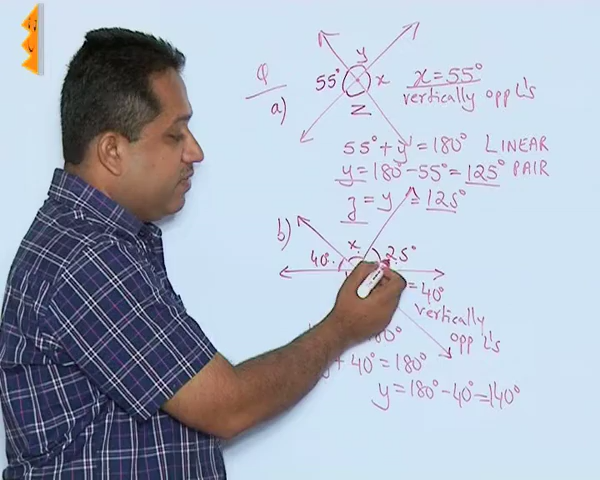 Q
a)
y
55° x
z
x = 55°
vertically opp ∠'s
55° + y = 180° LINEAR
y = 180° - 55° = 125° PAIR
z = y = 125°
b)
x
40° 25°
= 40°
vertically
opp ∠'s
+ 40° = 180°
y = 180° - 40° = 140°